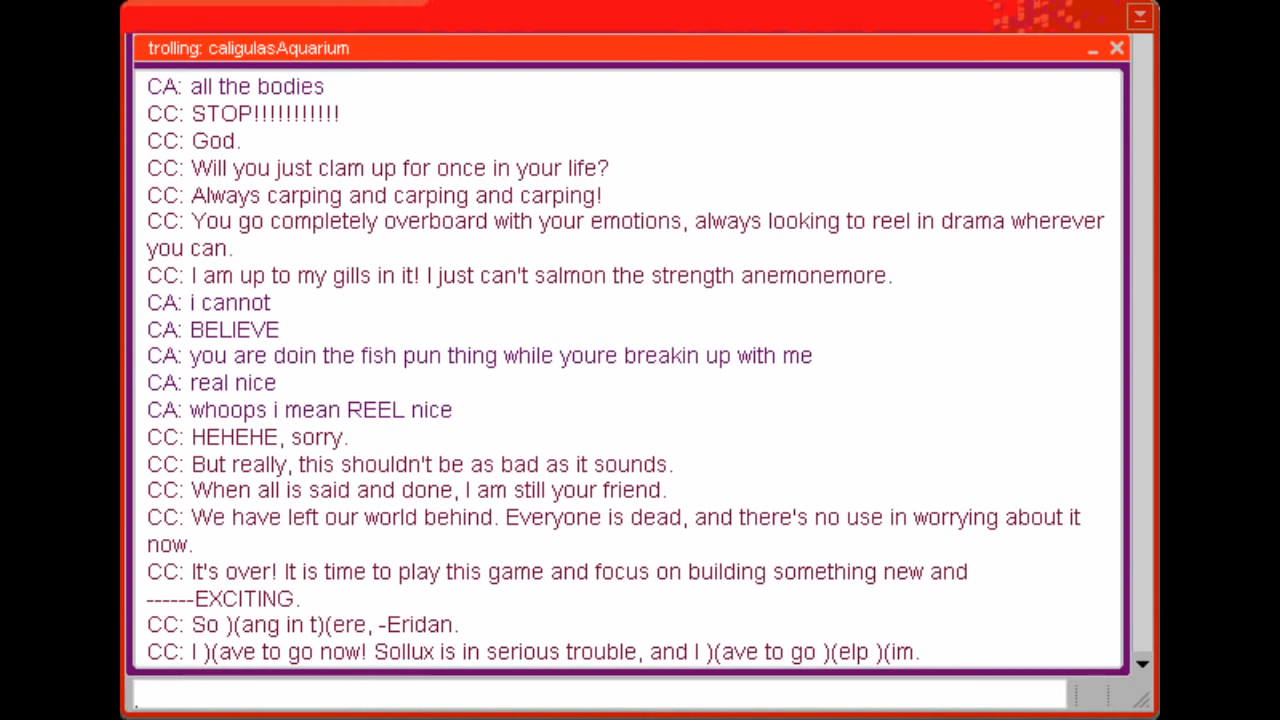 trolling: caligulasAquarium
CA: all the bodies
CC: STOP!!!!!!!!!!!
CC: God.
CC: Will you just clam up for once in your life?
CC: Always carping and carping and carping!
CC: You go completely overboard with your emotions, always looking to reel in drama wherever
you can.
CC: I am up to my gills in it! I just can't salmon the strength anemonemore.
CA: i cannot
CA: BELIEVE
CA: you are doin the fish pun thing while youre breakin up with me
CA: real nice
CA: whoops i mean REEL nice
CC: HEHEHE, sorry.
CC: But really, this shouldn't be as bad as it sounds.
CC: When all is said and done, I am still your friend.
CC: We have left our world behind. Everyone is dead, and there's no use in worrying about it
now.
CC: It's over! It is time to play this game and focus on building something new and
------EXCITING.
CC: So )(ang in t)(ere, -Eridan.
CC: I )(ave to go now! Sollux is in serious trouble, and I )(ave to go )(elp )(im.